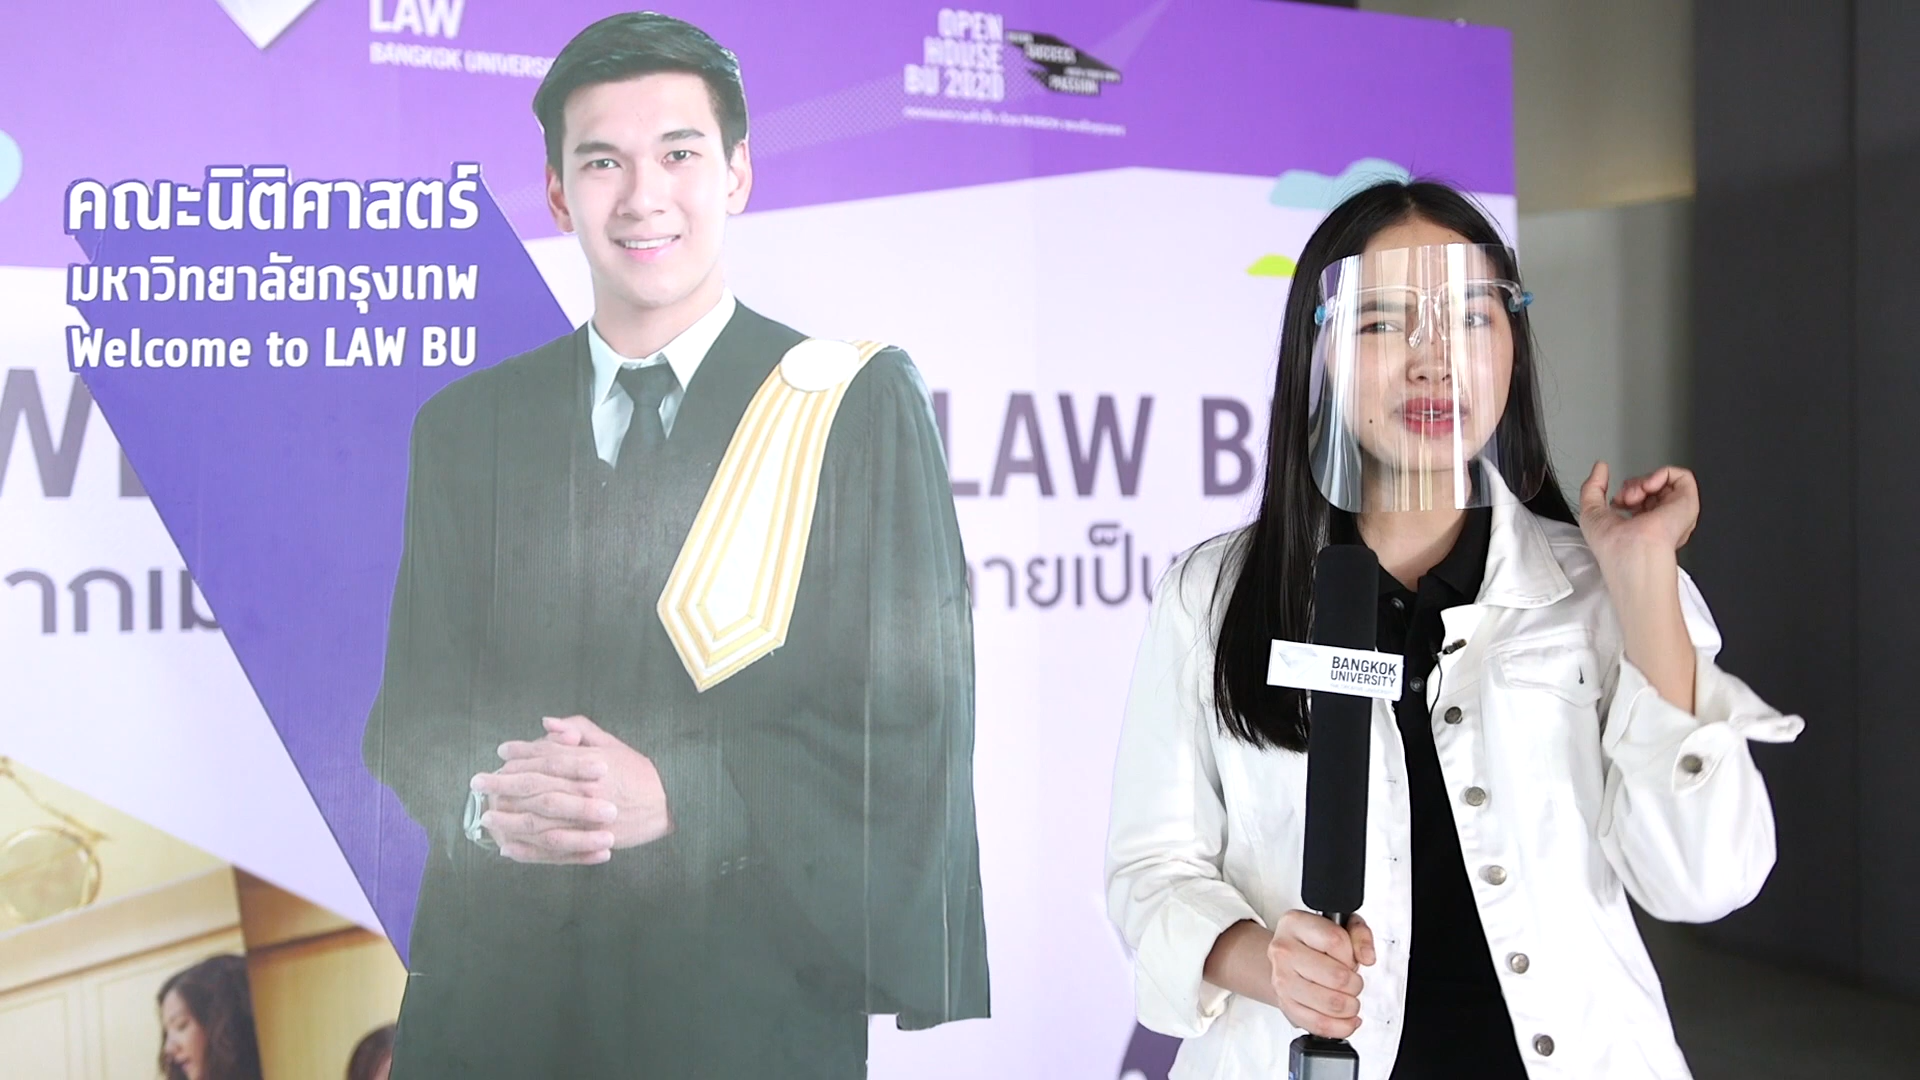 LAW
BANGKOK UNIVERS
OPEN
HOUSE
BU 2020
SUCCESS
PASSION
คณะนิติศาสตร์
มหาวิทยาลัยกรุงเทพ
Welcome to LAW BU
LAW B
ายเป็น
BANGKOK
UNIVERSITY